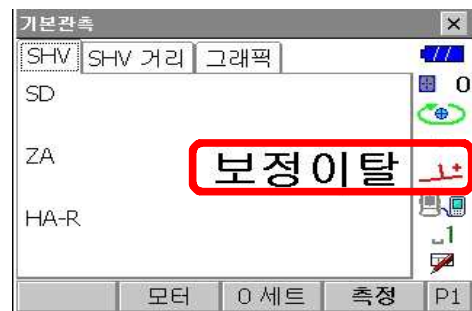 기본관측
SHV SHV 거리 그래픽
SD
0
ZA
보정이탈
HA-R
1
모터 0 세트 측정 P1